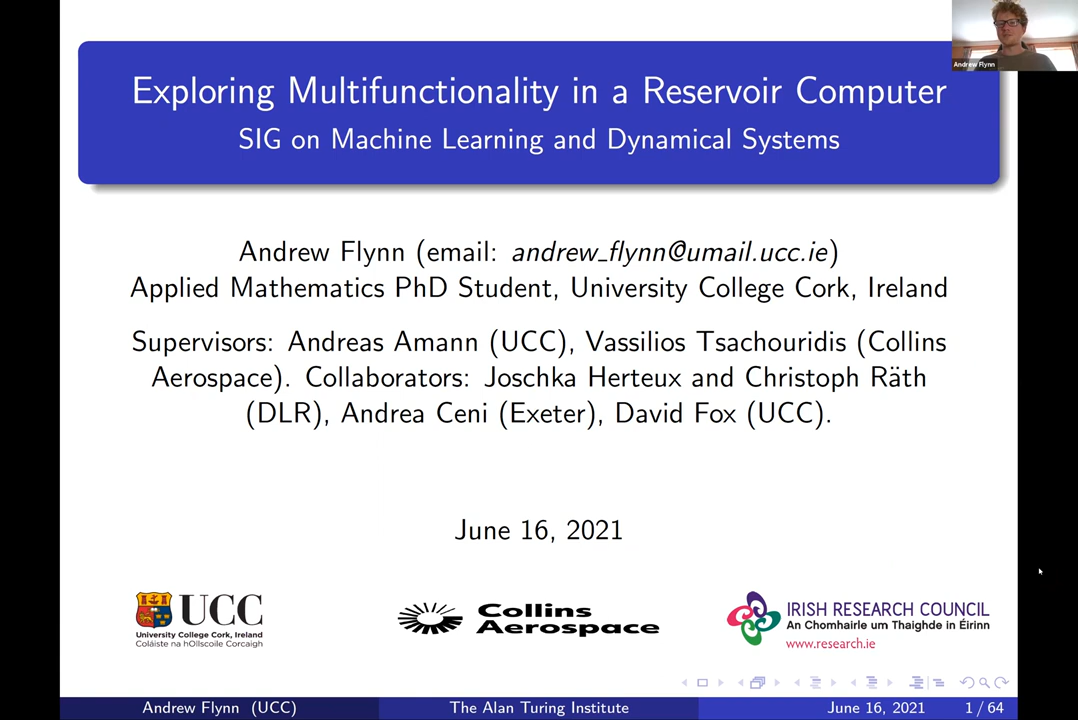 Andrew Flynn
Exploring Multifunctionality in a Reservoir Computer
SIG on Machine Learning and Dynamical Systems
Andrew Flynn (email: andrew_flynn@umail.ucc.ie)
Applied Mathematics PhD Student, University College Cork, Ireland
Supervisors: Andreas Amann (UCC), Vassilios Tsachouridis (Collins
Aerospace). Collaborators: Joschka Herteux and Christoph Räth
(DLR), Andrea Ceni (Exeter), David Fox (UCC).
June 16, 2021
UCC
University College Cork, Ireland
Coláiste na hOllscoile Corcaigh
Collins
Aerospace
IRISH RESEARCH COUNCIL
An Chomhairle um Thaighde in Éirinn
www.research.ie
Andrew Flynn (UCC)
The Alan Turing Institute
June 16, 2021
1 / 64